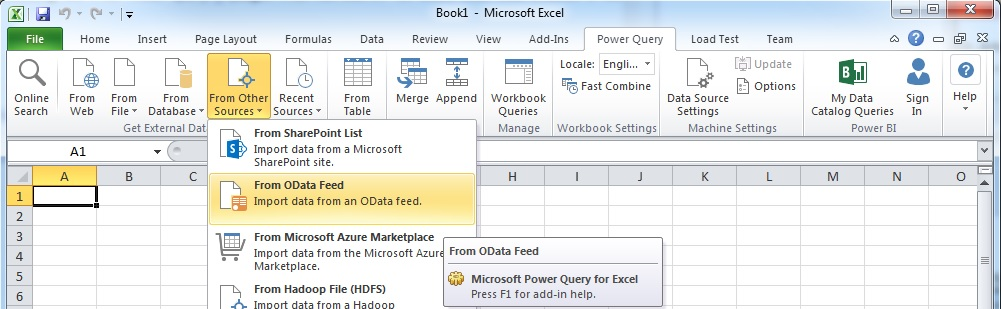 Book1 - Microsoft Excel
File Home Insert Page Layout Formulas Data Review View Add-Ins Power Query Load Test Team
Online Search
From Web
From File
From Database
From Other Sources
Recent Sources
Get External Dat
From Table
Merge
Append
Workbook Queries
Manage
Locale: Engli...
Fast Combine
Workbook Settings
Data Source Settings
Update
Options
Machine Settings
My Data Catalog Queries
Sign In
Power BI
Help
A1
A B C H I J K L M N O
1
2
3
4
5
6
From SharePoint List
Import data from a Microsoft
SharePoint site.
From OData Feed
Import data from an OData feed.
From Microsoft Azure Marketplace
Import data from the Microsoft Azure
Marketplace.
From Hadoop File (HDFS)
Import data from a Hadoop
From OData Feed
Microsoft Power Query for Excel
Press F1 for add-in help.